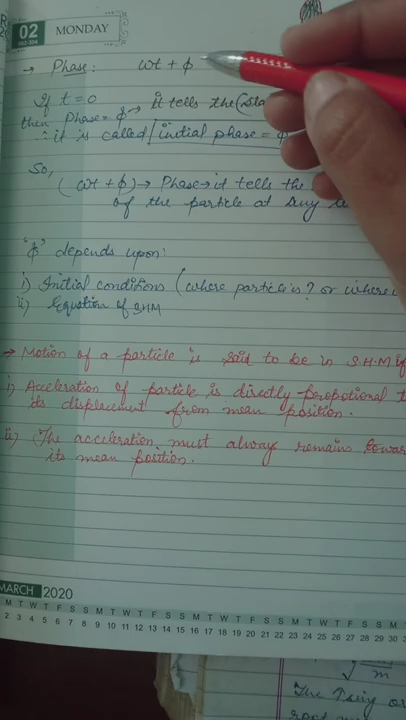 02 MONDAY
→ Phase: ωt + ϕ
If t = 0
then Phase = ϕ → it tells the
∴ it is called initial phase = ϕ
So,
(ωt + ϕ) → Phase → it tells the
of the particle at any
"ϕ" depends upon:
i) Initial conditions (where particle is? or where
ii) Equation of SHM
→ Motion of a particle is said to be in S.H.M if
i) Acceleration of particle is directly
its displacement from mean position.
ii) The acceleration must always remains
its mean position.
MARCH 2020
M T W T F S S M T W T F S S M T W T F S S M T W T F S S M
2 3 4 5 6 7 8 9 10 11 12 13 14 15 16 17 18 19 20 21 22 23 24 25 26 27 28 29 30
m
The